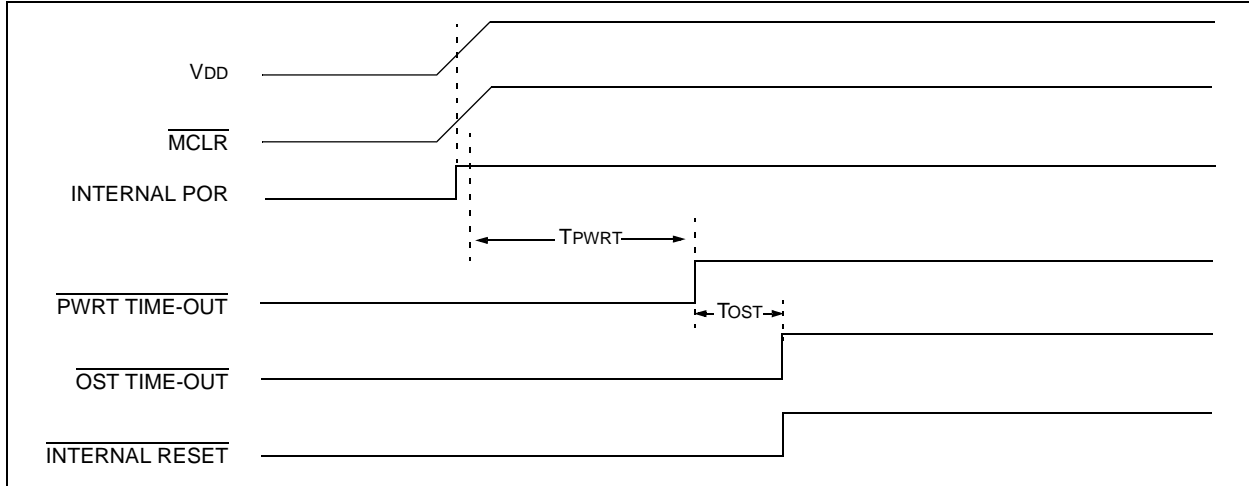 VDD
MCLR
INTERNAL POR
TPWRT
PWRT TIME-OUT
TOST
OST TIME-OUT
INTERNAL RESET